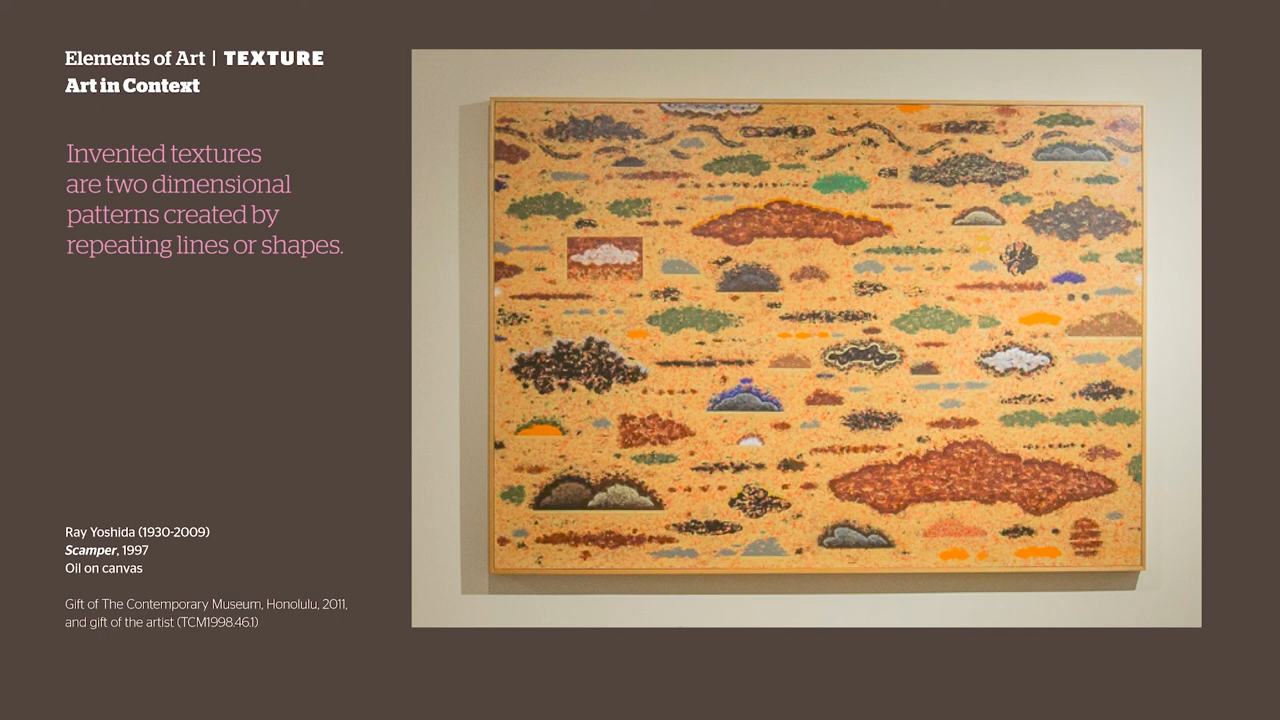 Elements of Art | TEXTURE
Art in Context
Invented textures
are two dimensional
patterns created by
repeating lines or shapes.
Ray Yoshida (1930-2009)
Scamper, 1997
Oil on canvas
Gift of The Contemporary Museum, Honolulu, 2011,
and gift of the artist (TCM1998.46.1)